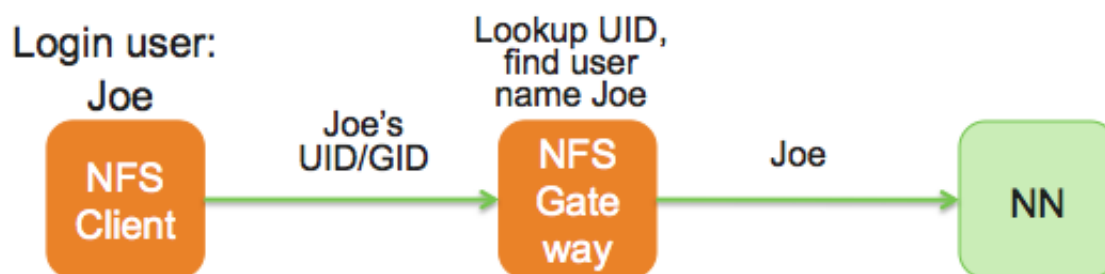 Login user:
Joe
NFS
Client
Joe's
UID/GID
Lookup UID,
find user
name Joe
NFS
Gate
way
Joe
NN